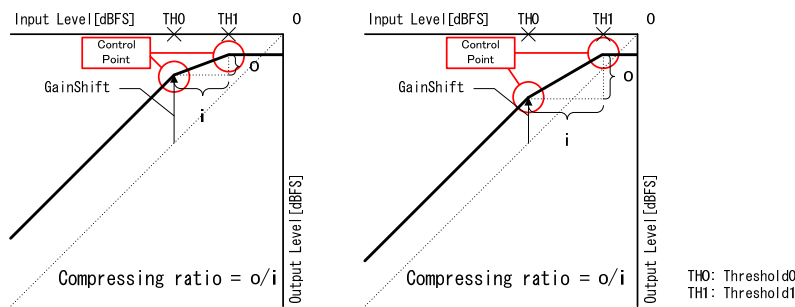 Input Level[dBFS] TH0 TH1 0
Control
Point
o
GainShift
i
Output Level[dBFS]
Compressing ratio = o/i
Input Level[dBFS] TH0 TH1 0
Control
Point
o
GainShift
i
Output Level[dBFS]
Compressing ratio = o/i
TH0: Threshold0
TH1: Threshold1